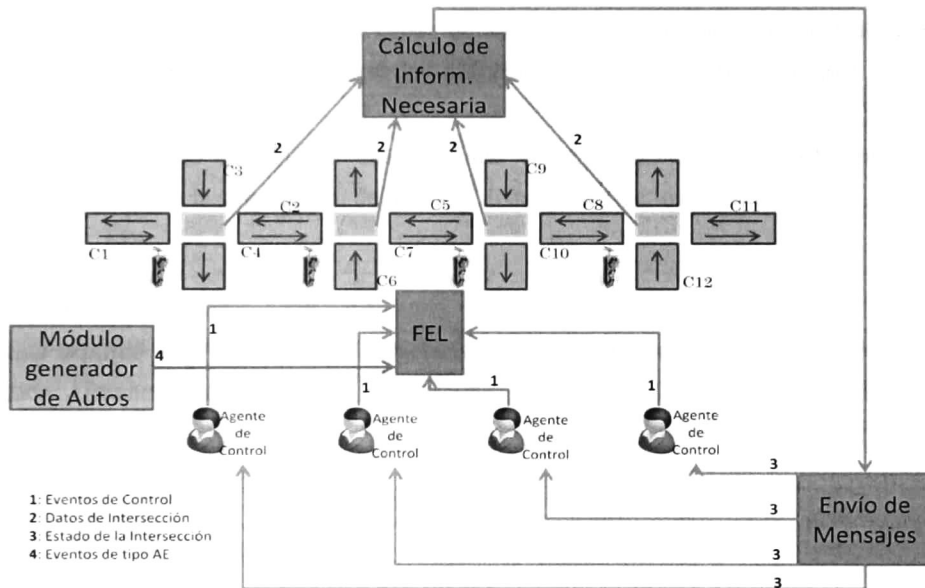 Cálculo de
Inform.
Necesaria
2
2
2
2
C3
C9
C2
C5
C8
C11
C1
C4
C7
C10
C6
C12
1
FEL
Módulo
generador
de Autos
4
1
1
1
Agente
de
Control
Agente
de
Control
Agente
de
Control
Agente
de
Control
3
3
3
3
Envío de
Mensajes
1: Eventos de Control
2: Datos de Intersección
3: Estado de la Intersección
4: Eventos de tipo AE